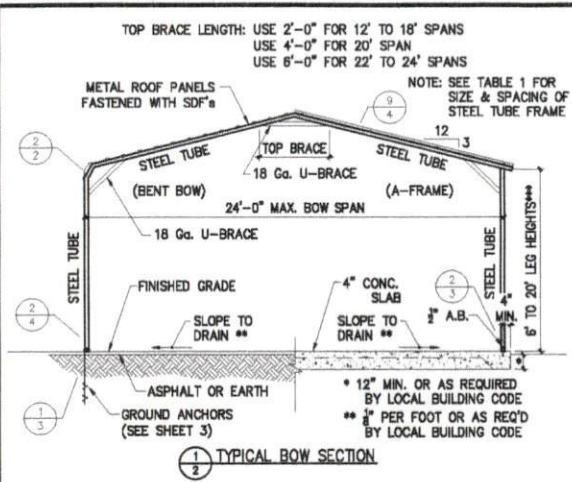 TOP BRACE LENGTH: USE 2'-0" FOR 12' TO 18' SPANS
USE 4'-0" FOR 20' SPAN
USE 6'-0" FOR 22' TO 24' SPANS
METAL ROOF PANELS
FASTENED WITH SDF's
9
4
NOTE: SEE TABLE 1 FOR
SIZE & SPACING OF
STEEL TUBE FRAME
12
3
2
2
STEEL TUBE
TOP BRACE
STEEL TUBE
18 Ga. U-BRACE
(BENT BOW)
(A-FRAME)
24'-0" MAX. BOW SPAN
18 Ga. U-BRACE
STEEL TUBE
STEEL TUBE
6' TO 20' LEG HEIGHTS***
FINISHED GRADE
4" CONC.
SLAB
2
3
4"
MIN.
2
4
SLOPE TO
DRAIN **
SLOPE TO
DRAIN **
A.B.
ASPHALT OR EARTH
* 12" MIN. OR AS REQUIRED
BY LOCAL BUILDING CODE
1
3
GROUND ANCHORS
(SEE SHEET 3)
** PER FOOT OR AS REQ'D
BY LOCAL BUILDING CODE
1
2
TYPICAL BOW SECTION